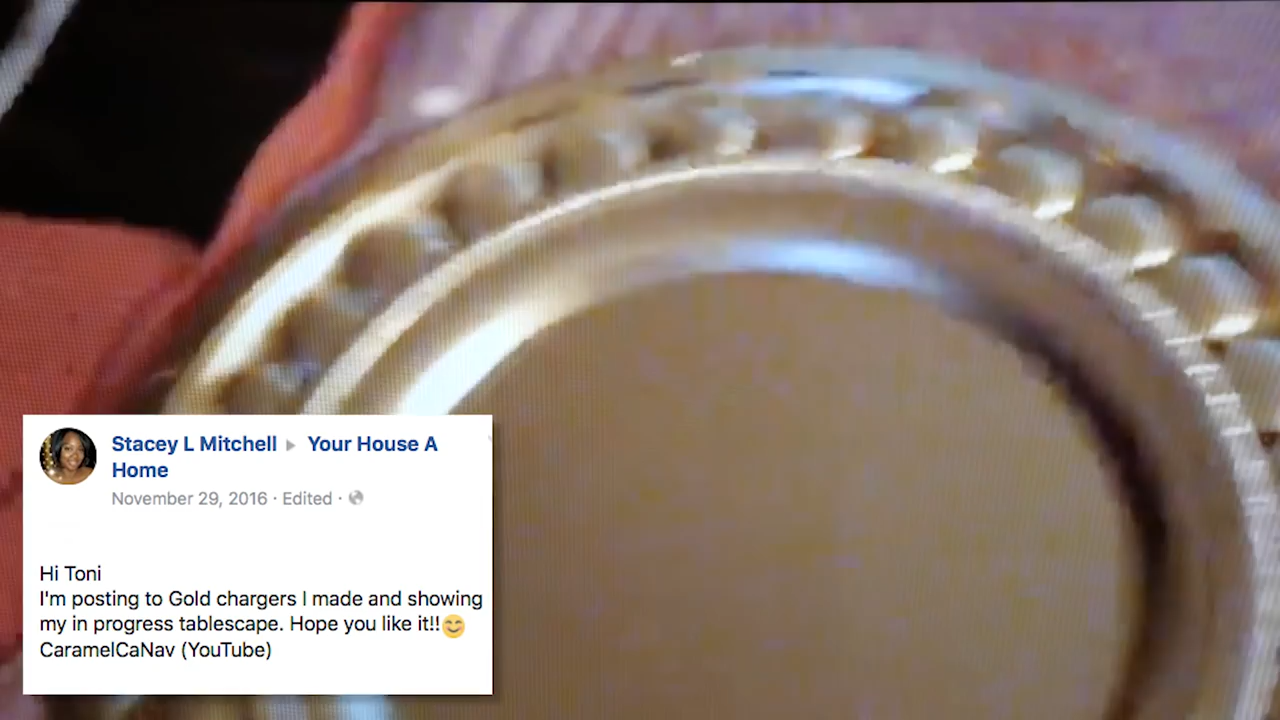 Stacey L Mitchell ▸ Your House A
Home
November 29, 2016 · Edited ·
Hi Toni
I'm posting to Gold chargers I made and showing
my in progress tablescape. Hope you like it!!😊
CaramelCaNav (YouTube)